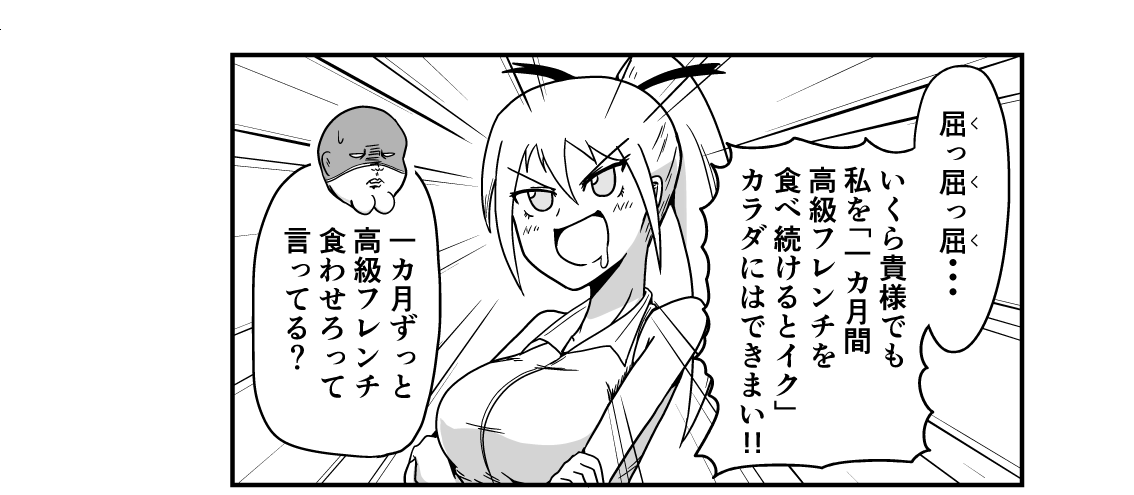 屈っ屈っ屈・・・
くくく
いくら貴様でも
私を「一カ月間
高級フレンチを
食べ続けるとイク」
カラダにはできまい!!
一カ月ずっと
高級フレンチ
食わせろって
言ってる?